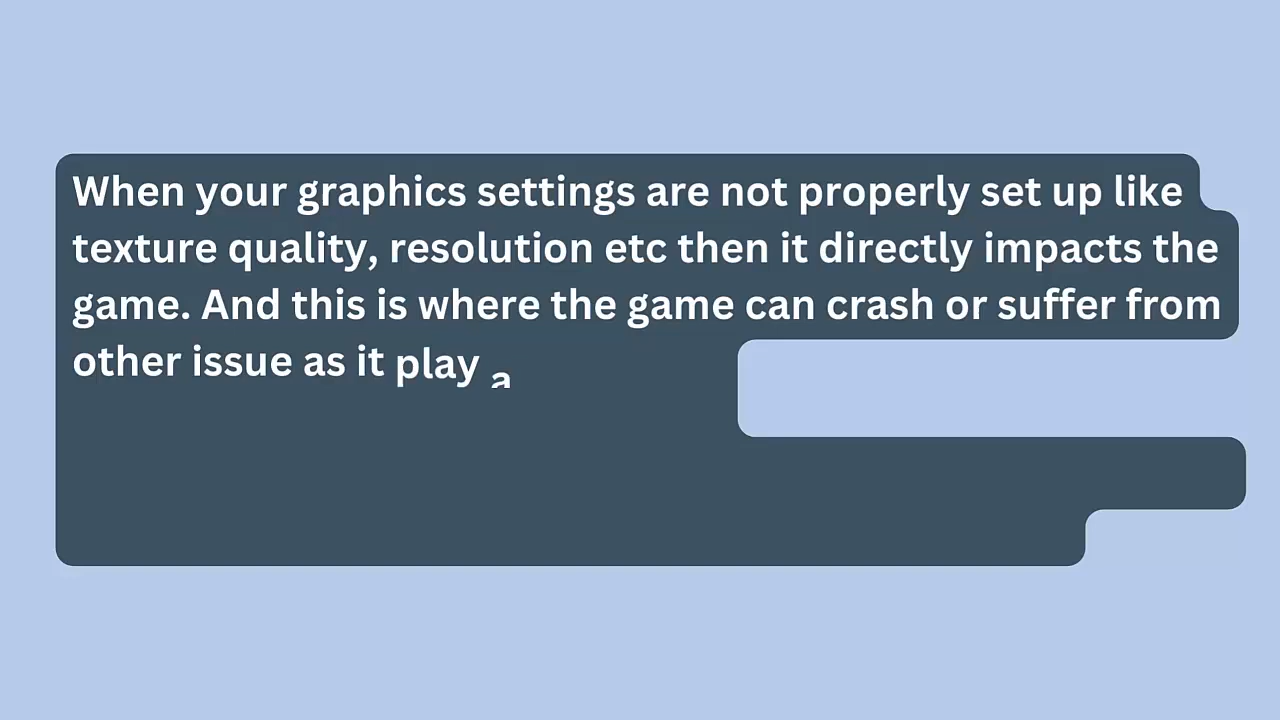 When your graphics settings are not properly set up like
texture quality, resolution etc then it directly impacts the
game. And this is where the game can crash or suffer from
other issue as it play a